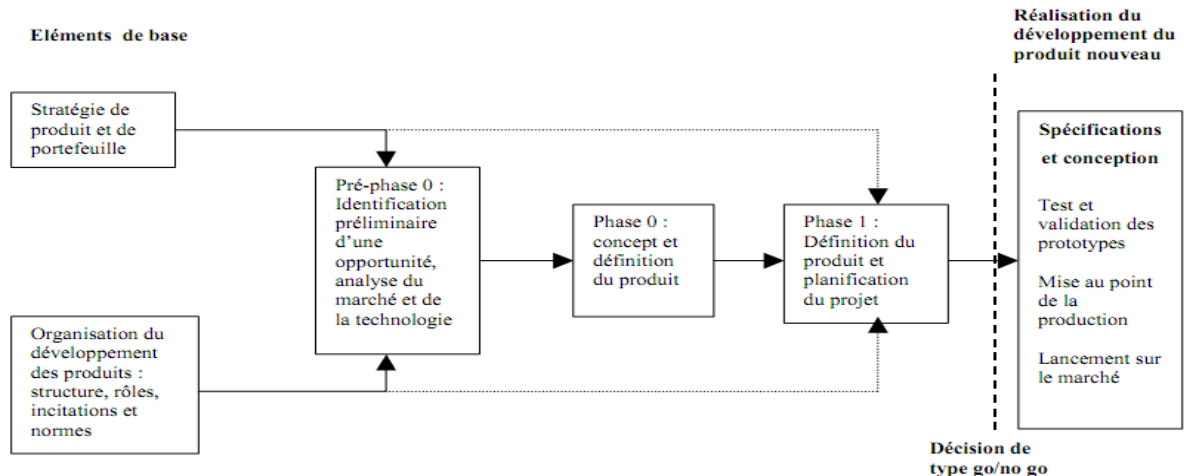 Eléments de base
Réalisation du
développement du
produit nouveau
Stratégie de
produit et de
portefeuille
Organisation du
développement
des produits :
structure, rôles,
incitations et
normes
Pré-phase 0 :
Identification
préliminaire
d'une
opportunité,
analyse du
marché et de
la technologie
Phase 0 :
concept et
définition
du produit
Phase 1 :
Définition du
produit et
planification
du projet
Spécifications
et conception
Test et
validation des
prototypes
Mise au point
de la
production
Lancement sur
le marché
Décision de
type go/no go